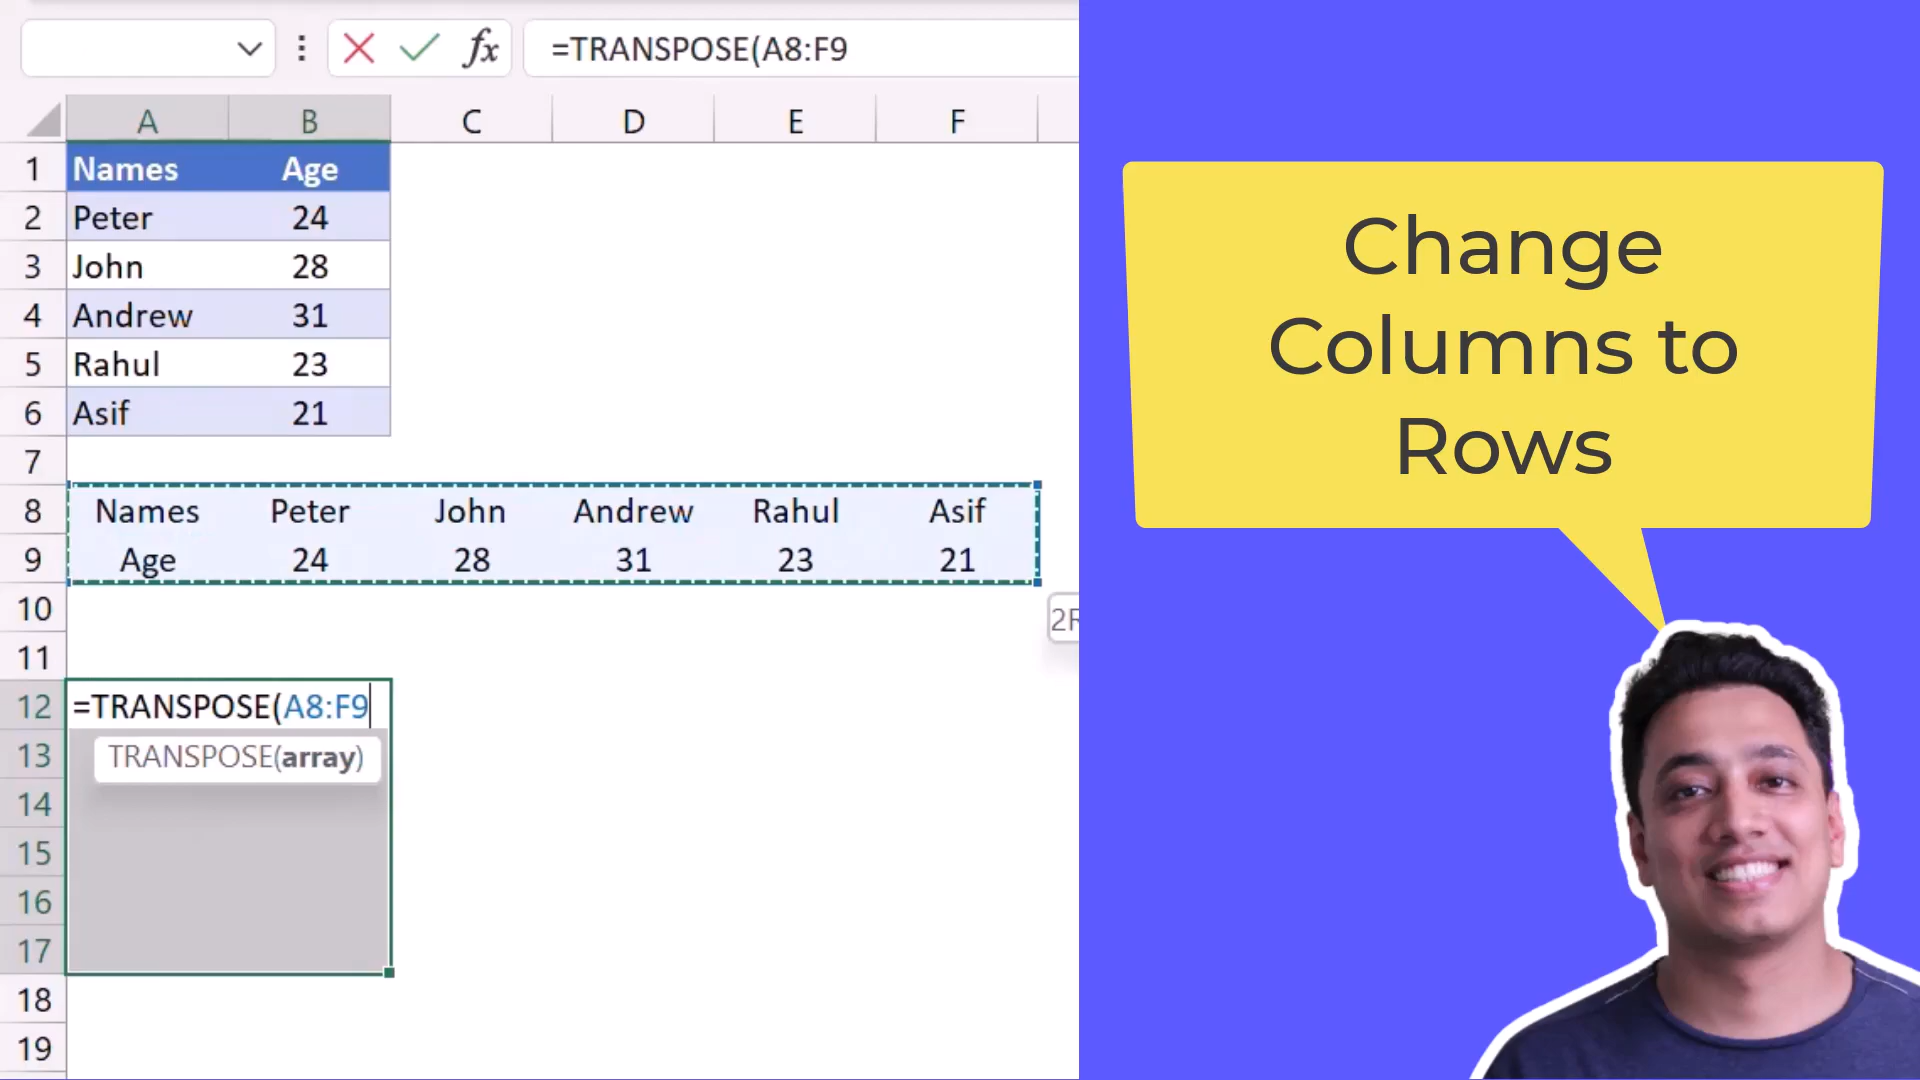 fx =TRANSPOSE(A8:F9
A B C D E F
1 Names Age
2 Peter 24
3 John 28
4 Andrew 31
5 Rahul 23
6 Asif 21
7
8 Names Peter John Andrew Rahul Asif
9 Age 24 28 31 23 21
10
2R
11
12 =TRANSPOSE(A8:F9
13 TRANSPOSE(array)
14
15
16
17
18
19
Change
Columns to
Rows